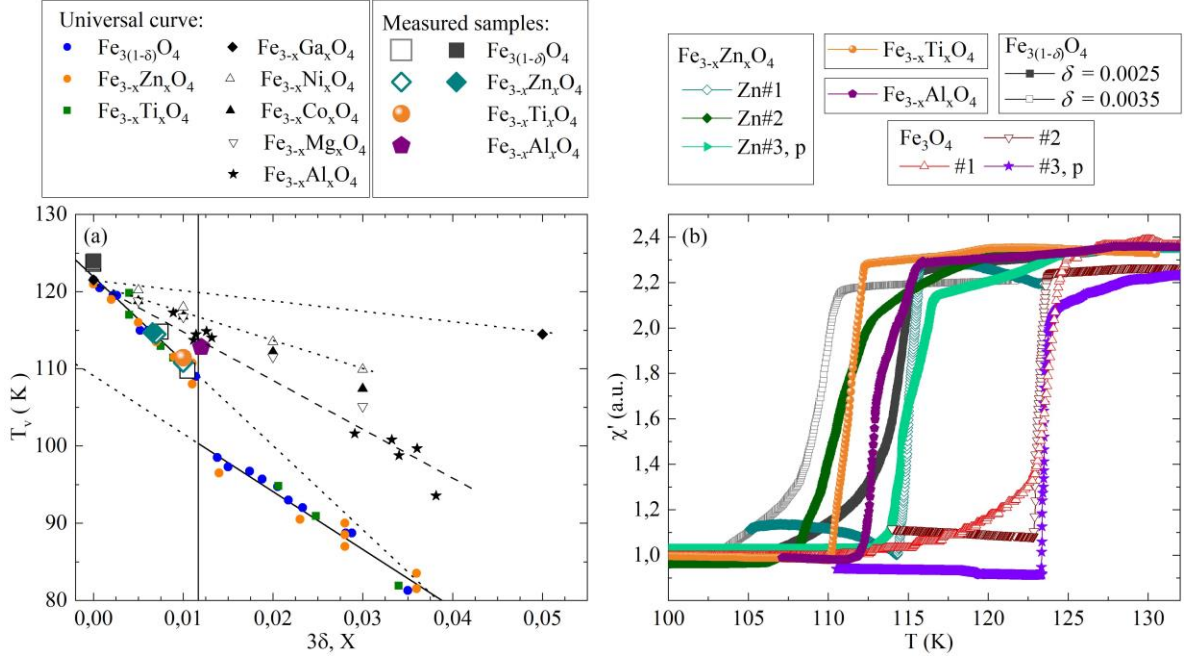 Universal curve:
Fe3(1-δ)O4
Fe3-xZnxO4
Fe3-xTixO4
Fe3-xGaxO4
Fe3-xNixO4
Fe3-xCoxO4
Fe3-xMgxO4
Fe3-xAlxO4
Measured samples:
Fe3(1-δ)O4
Fe3-xZnxO4
Fe3-xTixO4
Fe3-xAlxO4
Fe3-xZnxO4
Zn#1
Zn#2
Zn#3, p
Fe3-xTixO4
Fe3-xAlxO4
Fe3(1-δ)O4
δ = 0.0025
δ = 0.0035
Fe3O4
#1
#2
#3, p
(a)
Tv ( K )
130
120
110
100
90
80
0,00 0,01 0,02 0,03 0,04 0,05
3δ, X
(b)
χ' (a.u.)
2,4
2,2
2,0
1,8
1,6
1,4
1,2
1,0
100 105 110 115 120 125 130
T (K)